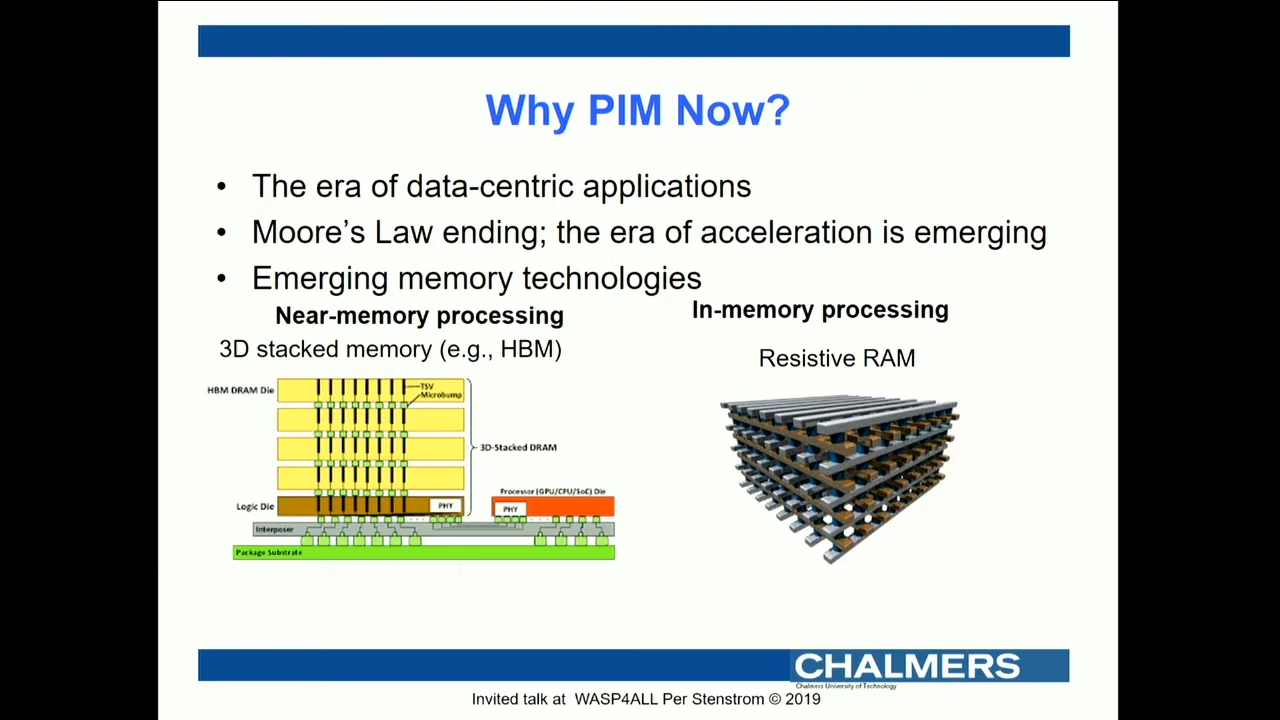 Why PIM Now?
• The era of data-centric applications
• Moore's Law ending; the era of acceleration is emerging
• Emerging memory technologies
Near-memory processing
3D stacked memory (e.g., HBM)
HBM DRAM Die
TSV
Microbump
3D-Stacked DRAM
Logic Die
PHY
Processor (GPU/CPU/SoC) Die
PHY
Interposer
Package Substrate
In-memory processing
Resistive RAM
CHALMERS
Chalmers University of Technology
Invited talk at WASP4ALL Per Stenstrom © 2019